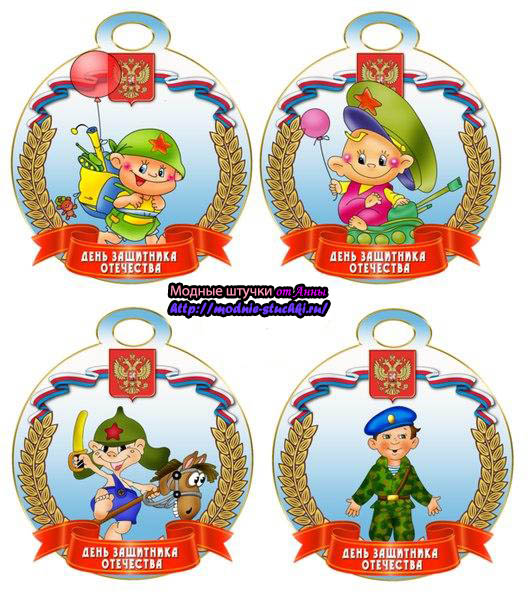 ДЕНЬ ЗАЩИТНИКА
ОТЕЧЕСТВА
ДЕНЬ ЗАЩИТНИКА
ОТЕЧЕСТВА
Модные штучки от Анны
http://modnie-stuchki.ru/
ДЕНЬ ЗАЩИТНИКА
ОТЕЧЕСТВА
ДЕНЬ ЗАЩИТНИКА
ОТЕЧЕСТВА